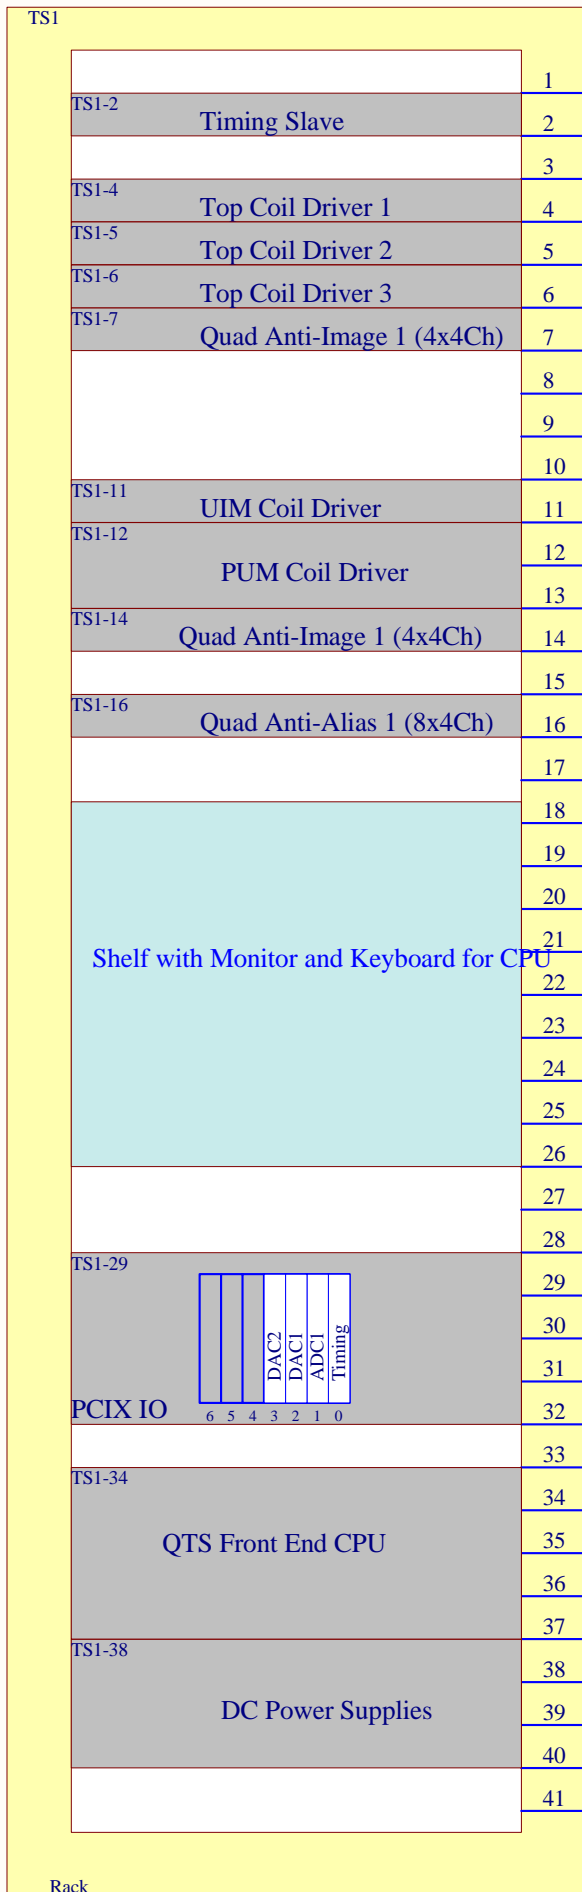 TS1
1
TS1-2
Timing Slave
2
3
TS1-4
Top Coil Driver 1
4
TS1-5
Top Coil Driver 2
5
TS1-6
Top Coil Driver 3
6
TS1-7
Quad Anti-Image 1 (4x4Ch)
7
8
9
10
TS1-11
UIM Coil Driver
11
TS1-12
12
PUM Coil Driver
13
TS1-14
Quad Anti-Image 1 (4x4Ch)
14
15
TS1-16
Quad Anti-Alias 1 (8x4Ch)
16
17
18
19
20
21
Shelf with Monitor and Keyboard for CPU
22
23
24
25
26
27
28
TS1-29
29
30
31
DAC2
DAC1
ADC1
Timing
PCIX IO
6 5 4 3 2 1 0
32
33
TS1-34
34
QTS Front End CPU
35
36
37
TS1-38
38
DC Power Supplies
39
40
41
Rack